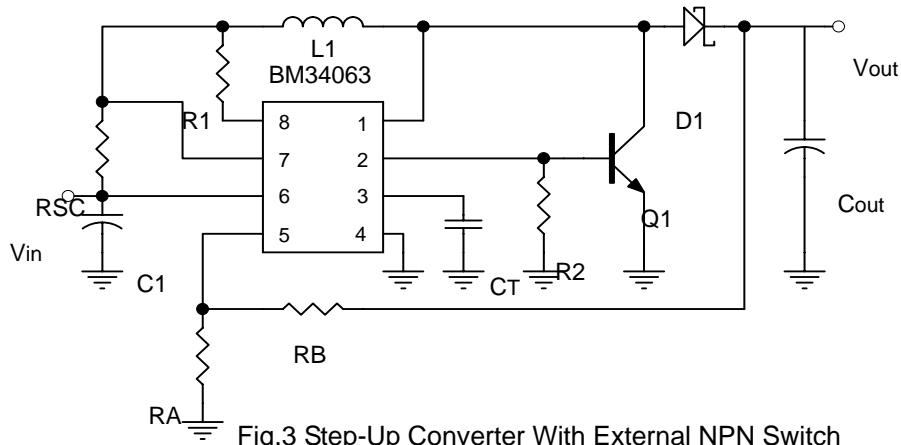 L1
BM34063
Vout
R1
8
1
D1
7
2
6
3
RSC
Q1
Cout
Vin
5
4
C1
CT
R2
RB
RA
Fig.3 Step-Up Converter With External NPN Switch